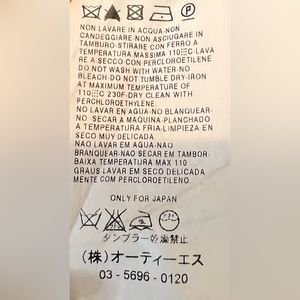 NON LAVARE IN ACQUA-NON
CANDEGGIARE NON ASCIUGARE IN
TAMBURO-STIRARE CON FERRO A
TEMPERATURA MASSIMA 110°C-LAVA
RE A SECCO CON PERCLOROETILENE
DO NOT WASH WITH WATER-NO
BLEACH-DO NOT TUMBLE DRY-IRON
AT MAXIMUM TEMPERATURE OF
110°C 230F-DRY CLEAN WITH
PERCHLOROETHYLENE
NO LAVAR EN AGUA-NO BLANQUEAR-
NO SECAR A MAQUINA-PLANCHADO
A TEMPERATURA FRIA-LIMPIEZA EN
SECO MUY DELICADA
NAO LAVAR EM AGUA-NAO
BRANQUEAR-NAO SECAR EM TAMBOR-
BAIXA TEMPERATURA MAX 110
GRAUS LAVAR EM SECO DELICADA
MENTE COM PERCLOROETILENO.
ONLY FOR JAPAN
タンブラー乾燥禁止
(株)オーティーエス
03-5696-0120